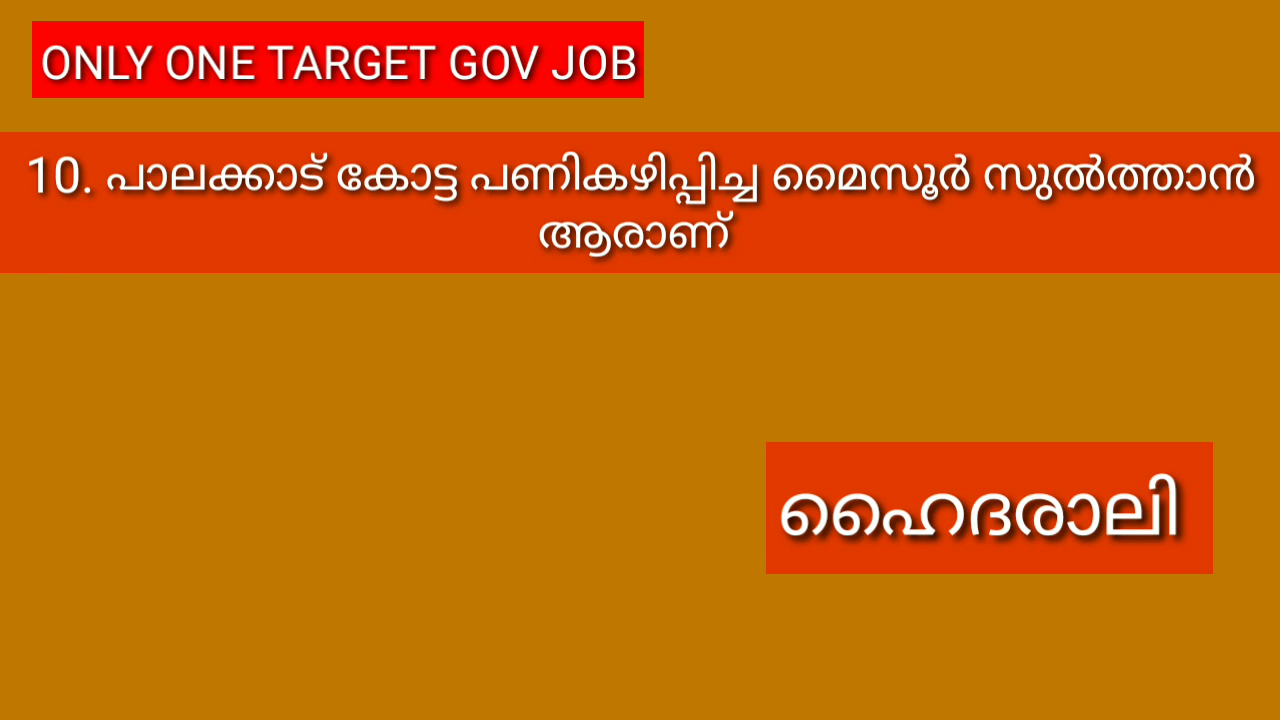 ONLY ONE TARGET GOV JOB
10. പാലക്കാട് കോട്ട പണികഴിപ്പിച്ച മൈസൂർ സുൽത്താൻ
ആരാണ്
ഹൈദരാലി